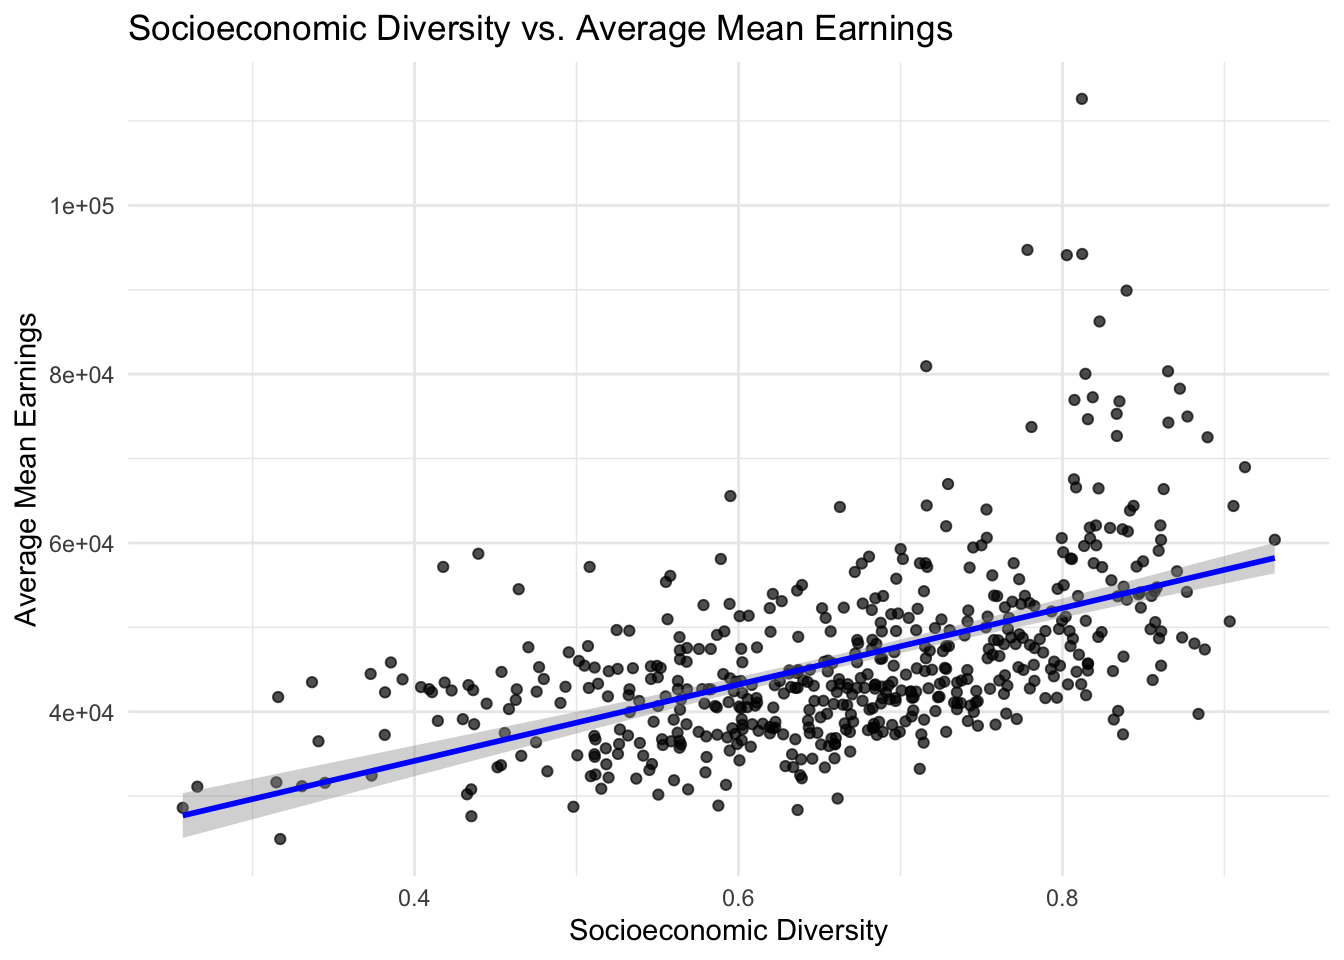 Socioeconomic Diversity vs. Average Mean Earnings
Average Mean Earnings
1e+05
8e+04
6e+04
4e+04
0.4
0.6
0.8
Socioeconomic Diversity